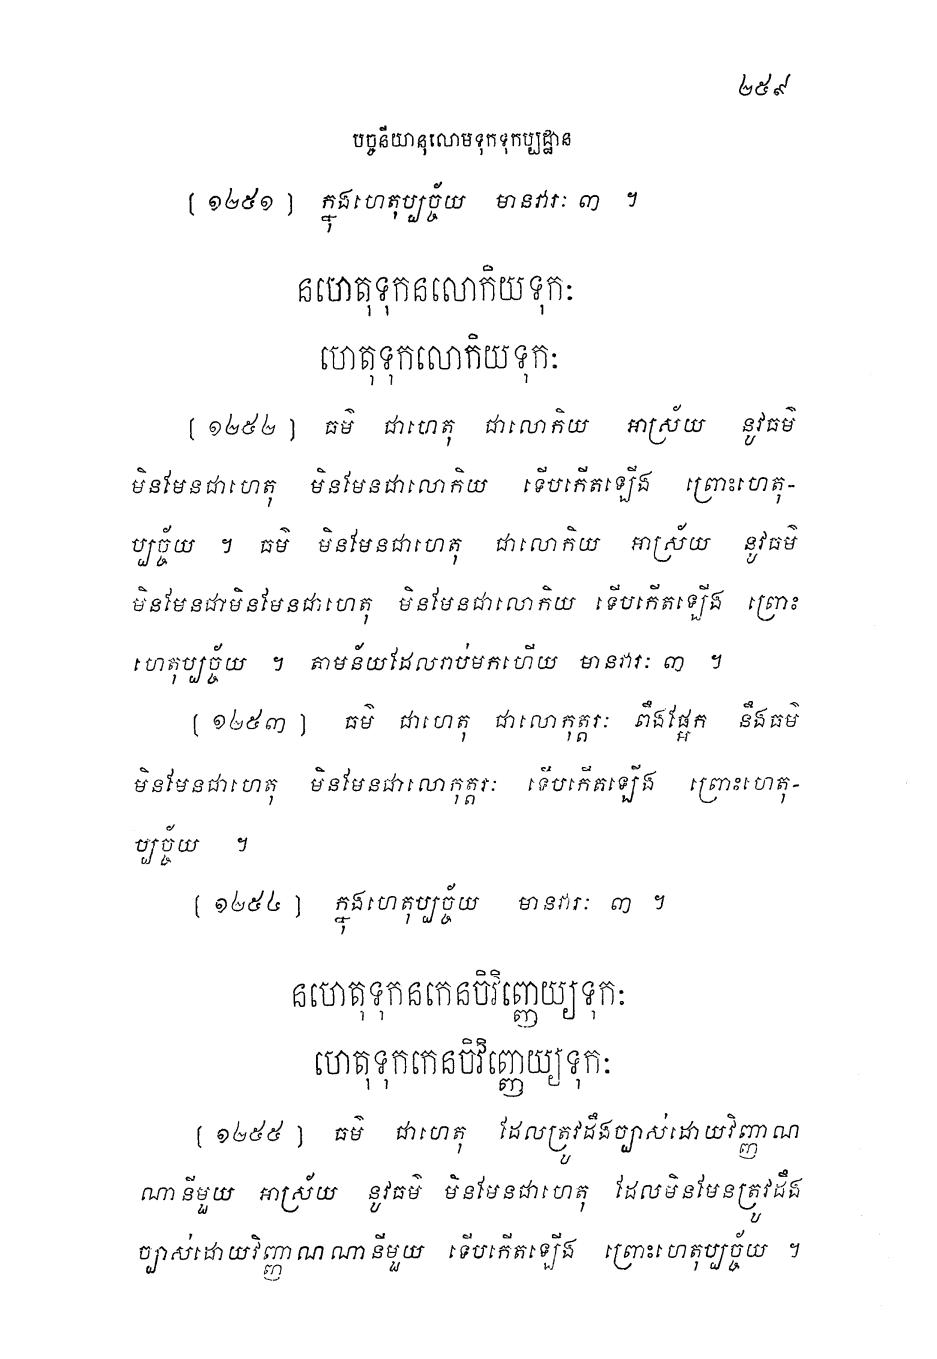 ២៥៩
បច្ចនីយានុលោមទុកទុកប្បដ្ឋាន
[ ១២៥១ ] ក្នុងហេតុប្បច្ច័យ មានវារៈ ៣ ។
នហេតុទុកនលោកិយទុកៈ
ហេតុទុកលោកិយទុកៈ
[ ១២៥២ ] ធម៌ ជាហេតុ ជាលោកិយ អាស្រ័យ នូវធម៌
មិនមែនជាហេតុ មិនមែនជាលោកិយ ទើបកើតឡើង ព្រោះហេតុ-
ប្បច្ច័យ ។ ធម៌ មិនមែនជាហេតុ ជាលោកិយ អាស្រ័យ នូវធម៌
មិនមែនជាមិនមែនជាហេតុ មិនមែនជាលោកិយ ទើបកើតឡើង ព្រោះ
ហេតុប្បច្ច័យ ។ តាមន័យដែលរាប់មកហើយ មានវារៈ ៣ ។
[ ១២៥៣ ] ធម៌ ជាហេតុ ជាលោកុត្តរៈ ពឹងផ្អែក នឹងធម៌
មិនមែនជាហេតុ មិនមែនជាលោកុត្តរៈ ទើបកើតឡើង ព្រោះហេតុ-
ប្បច្ច័យ ។
[ ១២៥៤ ] ក្នុងហេតុប្បច្ច័យ មានវារៈ ៣ ។
នហេតុទុកនកេនចិវិញ្ញេយ្យទុកៈ
ហេតុទុកកេនចិវិញ្ញេយ្យទុកៈ
[ ១២៥៥ ] ធម៌ ជាហេតុ ដែលត្រូវដឹងច្បាស់ដោយវិញ្ញាណ
ណានីមួយ អាស្រ័យ នូវធម៌ មិនមែនជាហេតុ ដែលមិនមែនត្រូវដឹង
ច្បាស់ដោយវិញ្ញាណណានីមួយ ទើបកើតឡើង ព្រោះហេតុប្បច្ច័យ ។